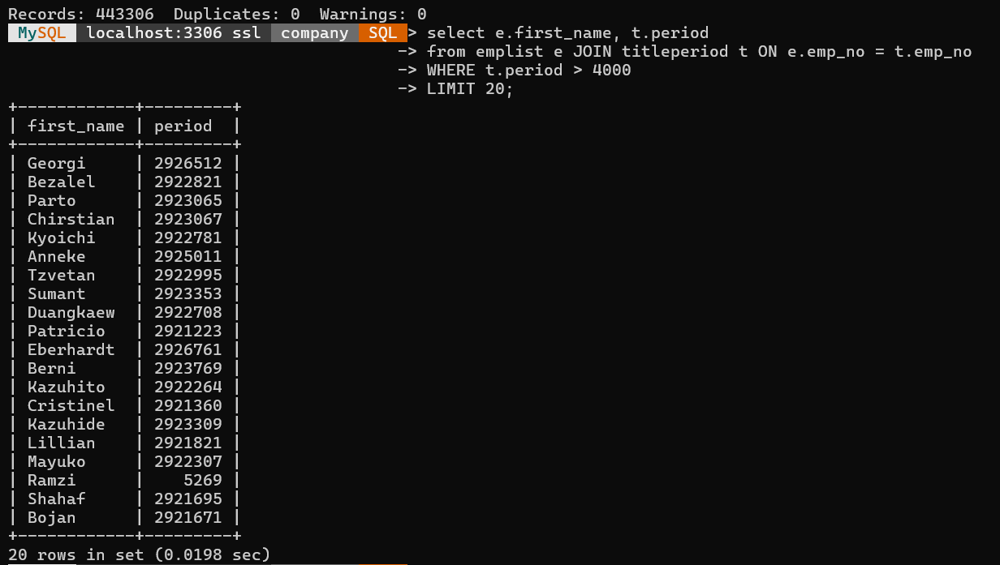 Records: 443306  Duplicates: 0  Warnings: 0
MySQL  localhost:3306 ssl  company  SQL > select e.first_name, t.period
-> from emplist e JOIN titleperiod t ON e.emp_no = t.emp_no
-> WHERE t.period > 4000
-> LIMIT 20;
+------------+---------+
| first_name | period  |
+------------+---------+
| Georgi     | 2926512 |
| Bezalel    | 2922821 |
| Parto      | 2923065 |
| Chirstian  | 2923067 |
| Kyoichi    | 2922781 |
| Anneke     | 2925011 |
| Tzvetan    | 2922995 |
| Sumant     | 2923353 |
| Duangkaew  | 2922708 |
| Patricio   | 2921223 |
| Eberhardt  | 2926761 |
| Berni      | 2923769 |
| Kazuhito   | 2922264 |
| Cristinel  | 2921360 |
| Kazuhide   | 2923309 |
| Lillian    | 2921821 |
| Mayuko     | 2922307 |
| Ramzi      |    5269 |
| Shahaf     | 2921695 |
| Bojan      | 2921671 |
+------------+---------+
20 rows in set (0.0198 sec)